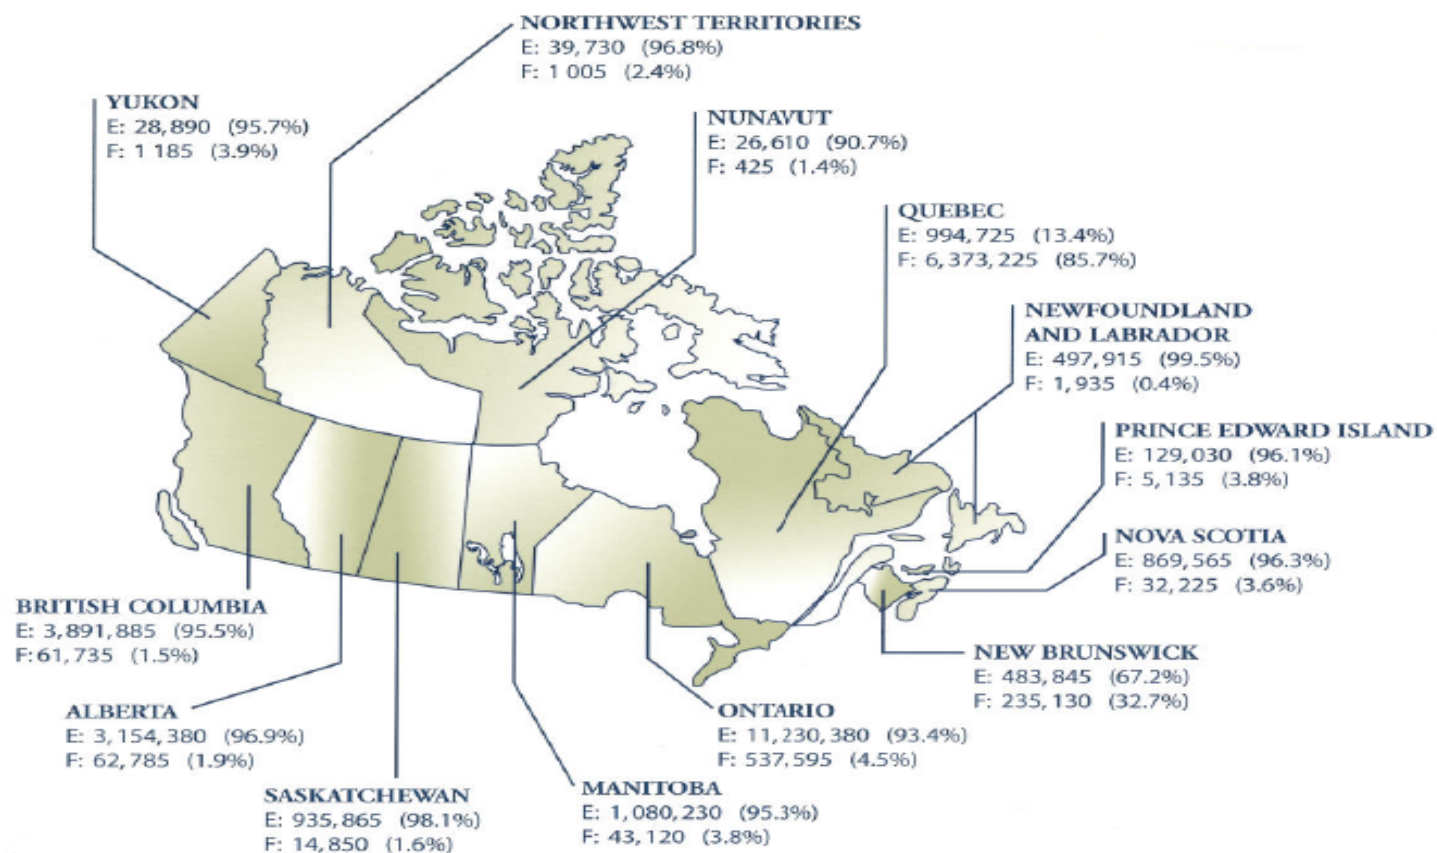 NORTHWEST TERRITORIES
E: 39,730 (96.8%)
F: 1 005 (2.4%)
YUKON
E: 28,890 (95.7%)
F: 1 185 (3.9%)
NUNAVUT
E: 26,610 (90.7%)
F: 425 (1.4%)
QUEBEC
E: 994,725 (13.4%)
F: 6,373,225 (85.7%)
NEWFOUNDLAND
AND LABRADOR
E: 497,915 (99.5%)
F: 1,935 (0.4%)
PRINCE EDWARD ISLAND
E: 129,030 (96.1%)
F: 5,135 (3.8%)
NOVA SCOTIA
E: 869,565 (96.3%)
F: 32,225 (3.6%)
NEW BRUNSWICK
E: 483,845 (67.2%)
F: 235,130 (32.7%)
BRITISH COLUMBIA
E: 3,891,885 (95.5%)
F: 61,735 (1.5%)
ALBERTA
E: 3,154,380 (96.9%)
F: 62,785 (1.9%)
SASKATCHEWAN
E: 935,865 (98.1%)
F: 14,850 (1.6%)
MANITOBA
E: 1,080,230 (95.3%)
F: 43,120 (3.8%)
ONTARIO
E: 11,230,380 (93.4%)
F: 537,595 (4.5%)